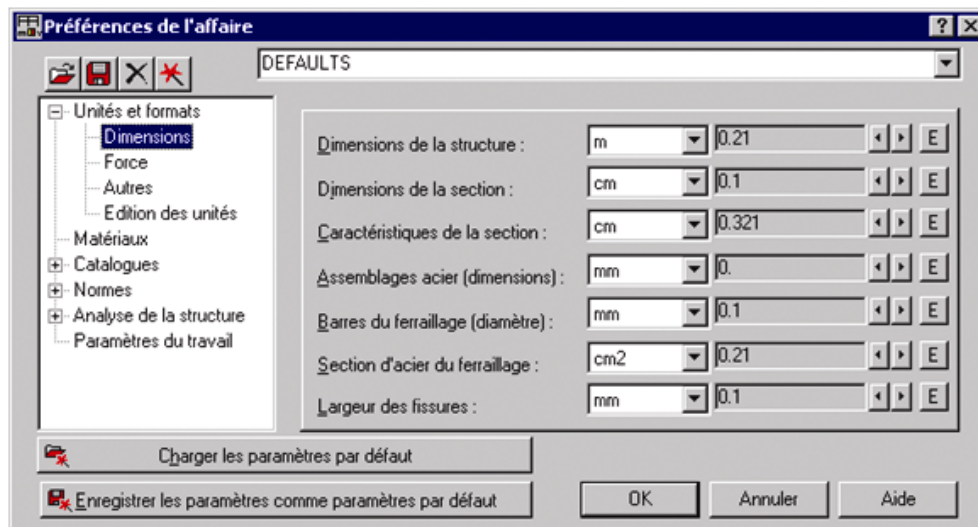 Préférences de l'affaire
DEFAULTS
Unités et formats
Dimensions
Force
Autres
Edition des unités
Matériaux
Catalogues
Normes
Analyse de la structure
Paramètres du travail
Dimensions de la structure : m 0.21 E
Dimensions de la section : cm 0.1 E
Caractéristiques de la section : cm 0.321 E
Assemblages acier (dimensions) : mm 0. E
Barres du ferraillage (diamètre) : mm 0.1 E
Section d'acier du ferraillage : cm2 0.21 E
Largeur des fissures : mm 0.1 E
Charger les paramètres par défaut
Enregistrer les paramètres comme paramètres par défaut
OK Annuler Aide